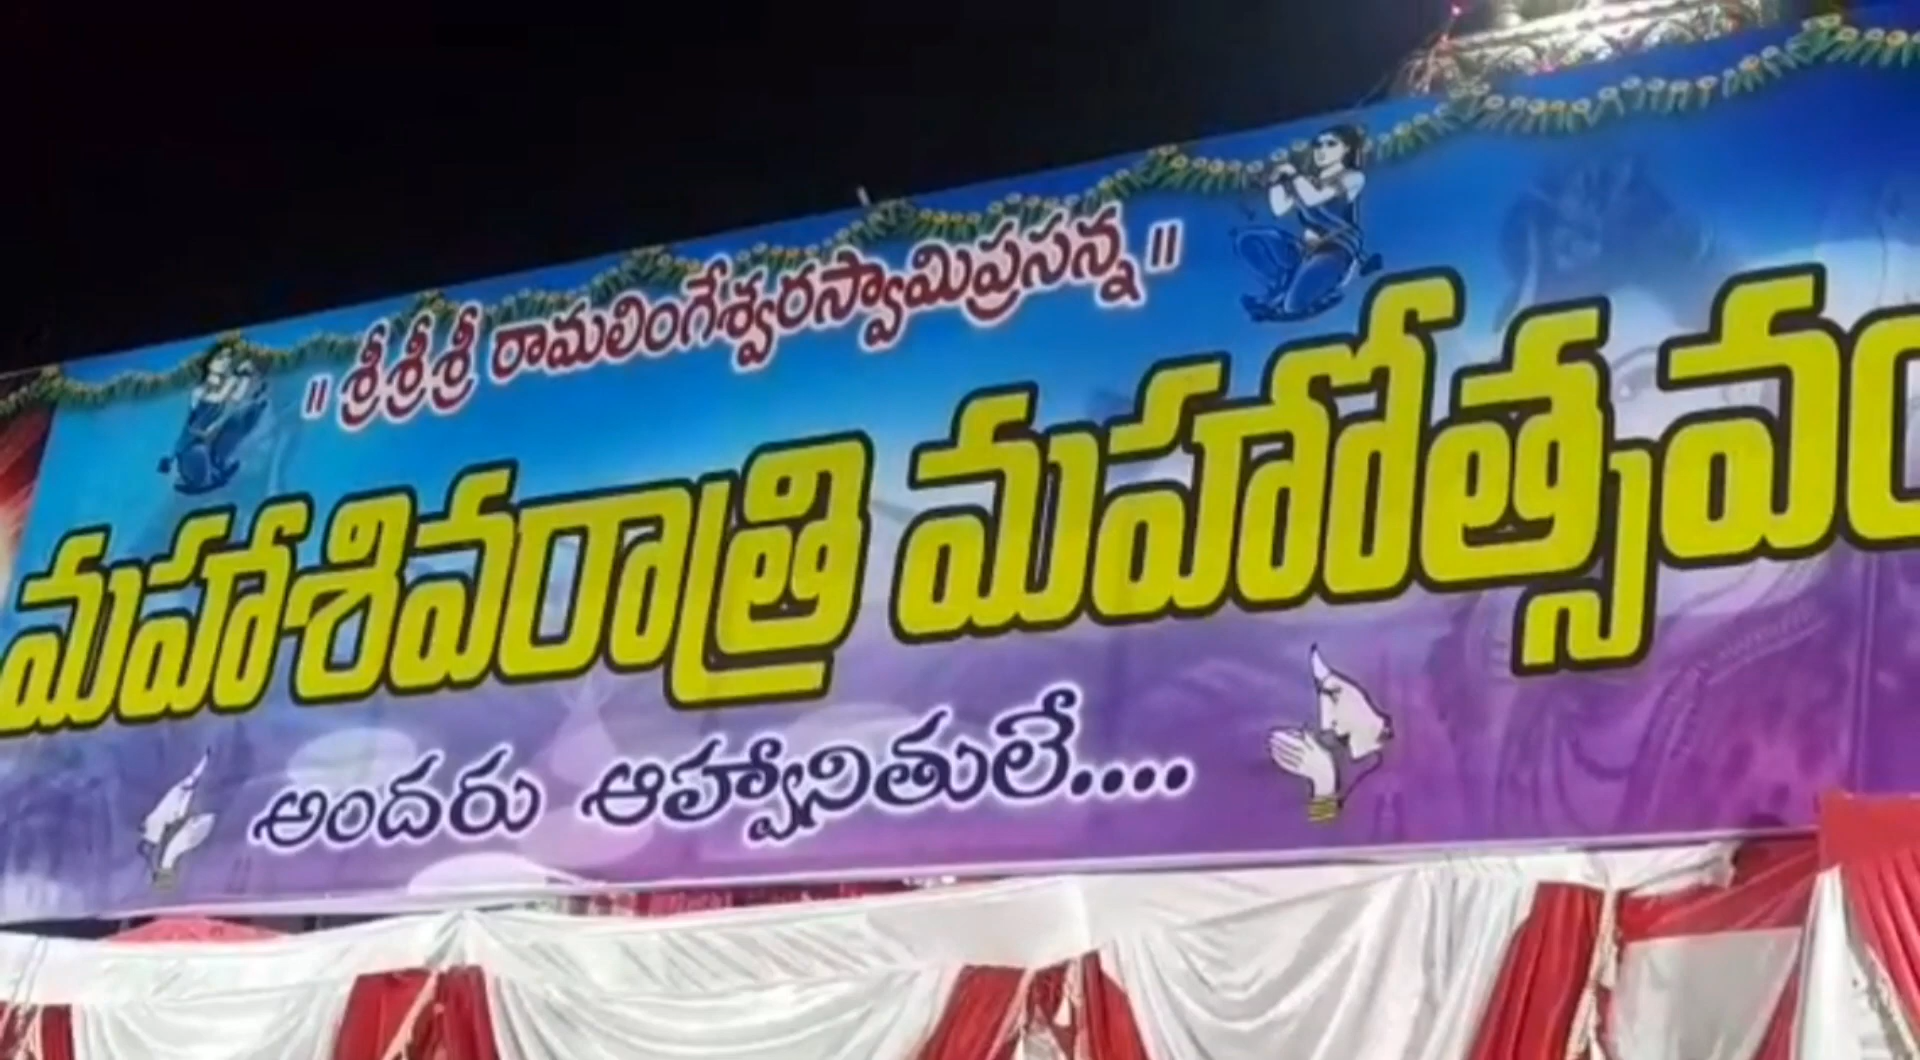 ॥ శ్రీ శ్రీ శ్రీ రామలింగేశ్వరస్వామిప్రసన్న ॥
మహాశివరాత్రి మహోత్సవం
అందరు ఆహ్వానితులే....